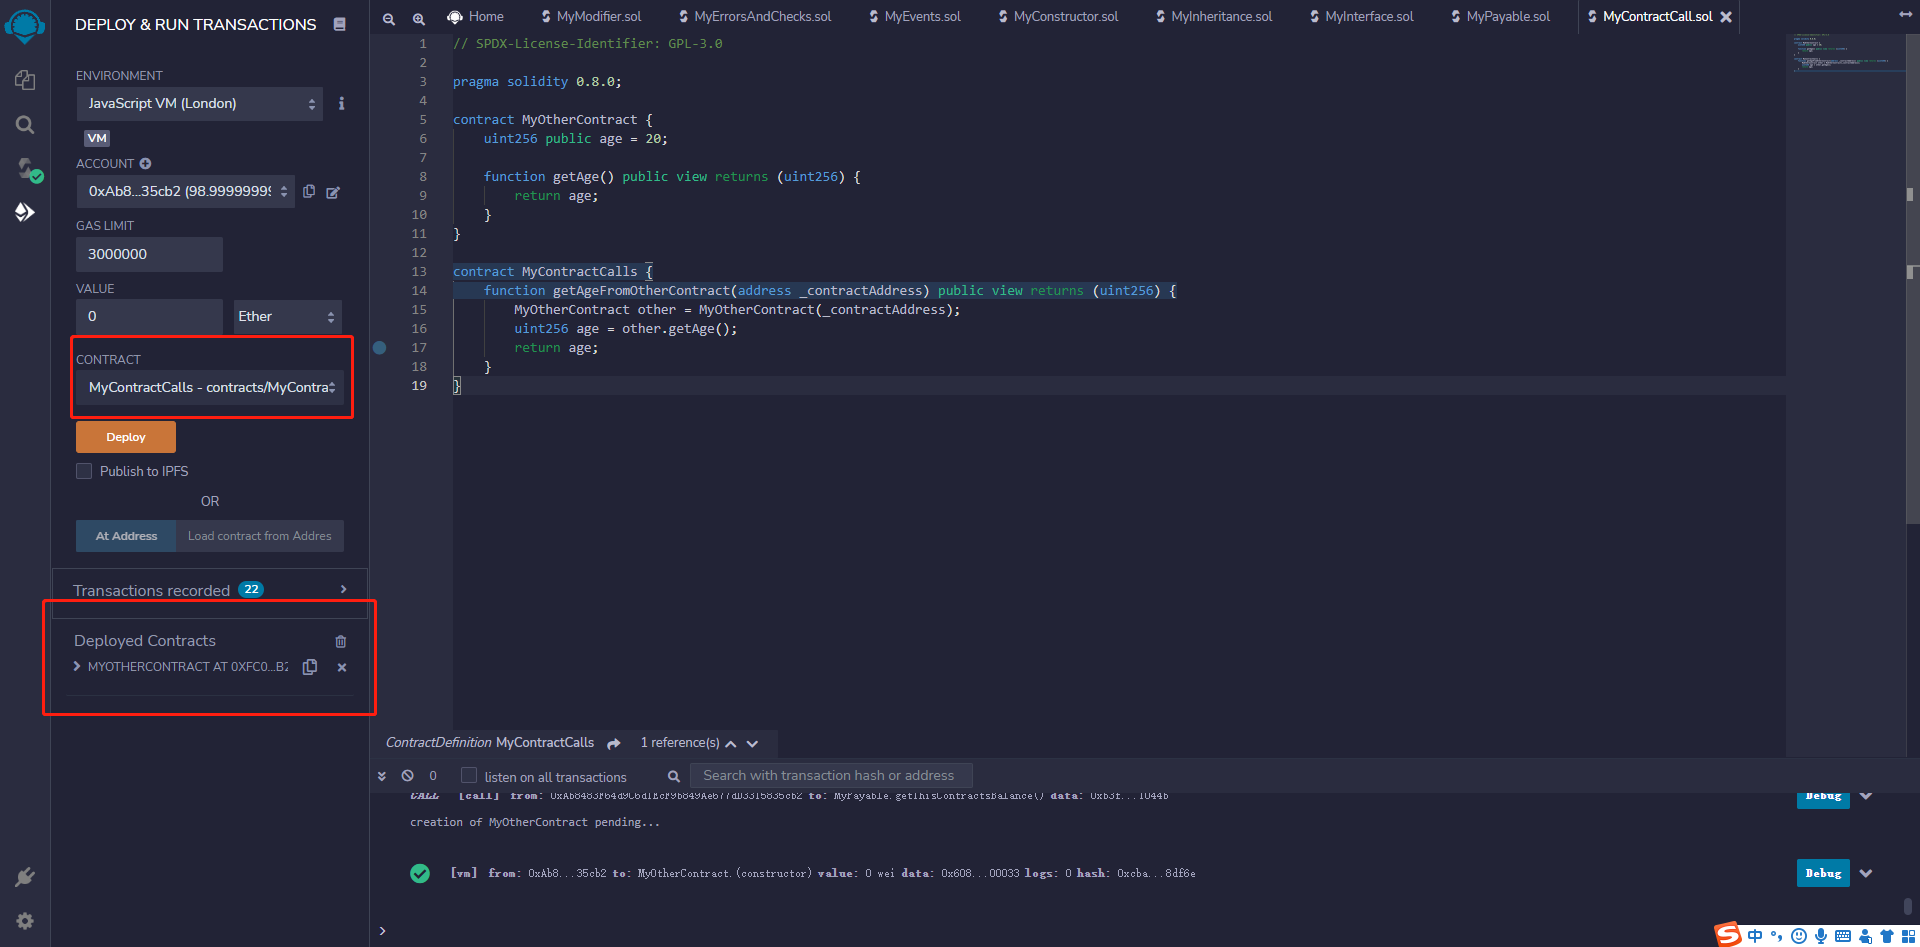 DEPLOY & RUN TRANSACTIONS
ENVIRONMENT
JavaScript VM (London)
VM
ACCOUNT
0xAb8...35cb2 (98.99999999
GAS LIMIT
3000000
VALUE
0
Ether
CONTRACT
MyContractCalls - contracts/MyContra
Deploy
Publish to IPFS
OR
At Address
Load contract from Addres
Transactions recorded 22
Deployed Contracts
MYOTHERCONTRACT AT 0XFC0...B2
Home
MyModifier.sol
MyErrorsAndChecks.sol
MyEvents.sol
MyConstructor.sol
MyInheritance.sol
MyInterface.sol
MyPayable.sol
MyContractCall.sol
1 // SPDX-License-Identifier: GPL-3.0
2
3 pragma solidity 0.8.0;
4
5 contract MyOtherContract {
6 uint256 public age = 20;
7
8 function getAge() public view returns (uint256) {
9 return age;
10 }
11 }
12
13 contract MyContractCalls {
14 function getAgeFromOtherContract(address _contractAddress) public view returns (uint256) {
15 MyOtherContract other = MyOtherContract(_contractAddress);
16 uint256 age = other.getAge();
17 return age;
18 }
19 }
ContractDefinition MyContractCalls 1 reference(s)
0 listen on all transactions
Search with transaction hash or address
CALL [call] from: 0xAb8483F64d9C6d1EcF9b849Ae677dD3315835cb2 to: MyPayable.getThisContractsBalance() data: 0xb3f...1044b
Debug
creation of MyOtherContract pending...
[vm] from: 0xAb8...35cb2 to: MyOtherContract.(constructor) value: 0 wei data: 0x608...00033 logs: 0 hash: 0xcba...8df6e
Debug
>
S 中